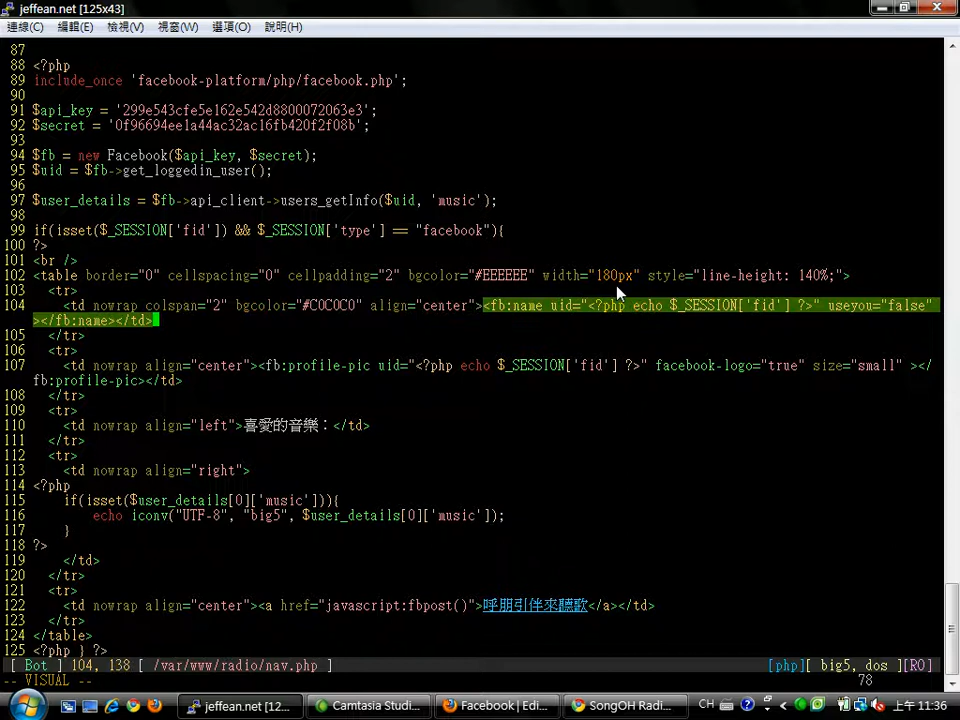 jeffean.net [125x43]
連線(C) 編輯(E) 檢視(V) 視窗(W) 選項(O) 說明(H)
87
88 <?php
89 include_once 'facebook-platform/php/facebook.php';
90
91 $api_key = '299e543cfe5e162e542d8800072063e3';
92 $secret = '0f96694ee1a44ac32ac16fb420f2f08b';
93
94 $fb = new Facebook($api_key, $secret);
95 $uid = $fb->get_loggedin_user();
96
97 $user_details = $fb->api_client->users_getInfo($uid, 'music');
98
99 if(isset($_SESSION['fid']) && $_SESSION['type'] == "facebook"){
100 ?>
101 <br />
102 <table border="0" cellspacing="0" cellpadding="2" bgcolor="#EEEEEE" width="180px" style="line-height: 140%;">
103 <tr>
104 <td nowrap colspan="2" bgcolor="#C0C0C0" align="center"><fb:name uid="<?php echo $_SESSION['fid'] ?>" useyou="false"
></fb:name></td>
105 </tr>
106 <tr>
107 <td nowrap align="center"><fb:profile-pic uid="<?php echo $_SESSION['fid'] ?>" facebook-logo="true" size="small" ></
fb:profile-pic></td>
108 </tr>
109 <tr>
110 <td nowrap align="left">喜愛的音樂：</td>
111 </tr>
112 <tr>
113 <td nowrap align="right">
114 <?php
115 if(isset($user_details[0]['music'])){
116 echo iconv("UTF-8", "big5", $user_details[0]['music']);
117 }
118 ?>
119 </td>
120 </tr>
121 <tr>
122 <td nowrap align="center"><a href="javascript:fbpost()">呼朋引伴來聽歌</a></td>
123 </tr>
124 </table>
125 <?php } ?>
[ Bot ] 104, 138 [ /var/www/radio/nav.php ] [php][ big5, dos ][RO]
-- VISUAL -- 78
jeffean.net [12... Camtasia Studi... Facebook | Edi... SongOH Radi... CH 上午 11:36